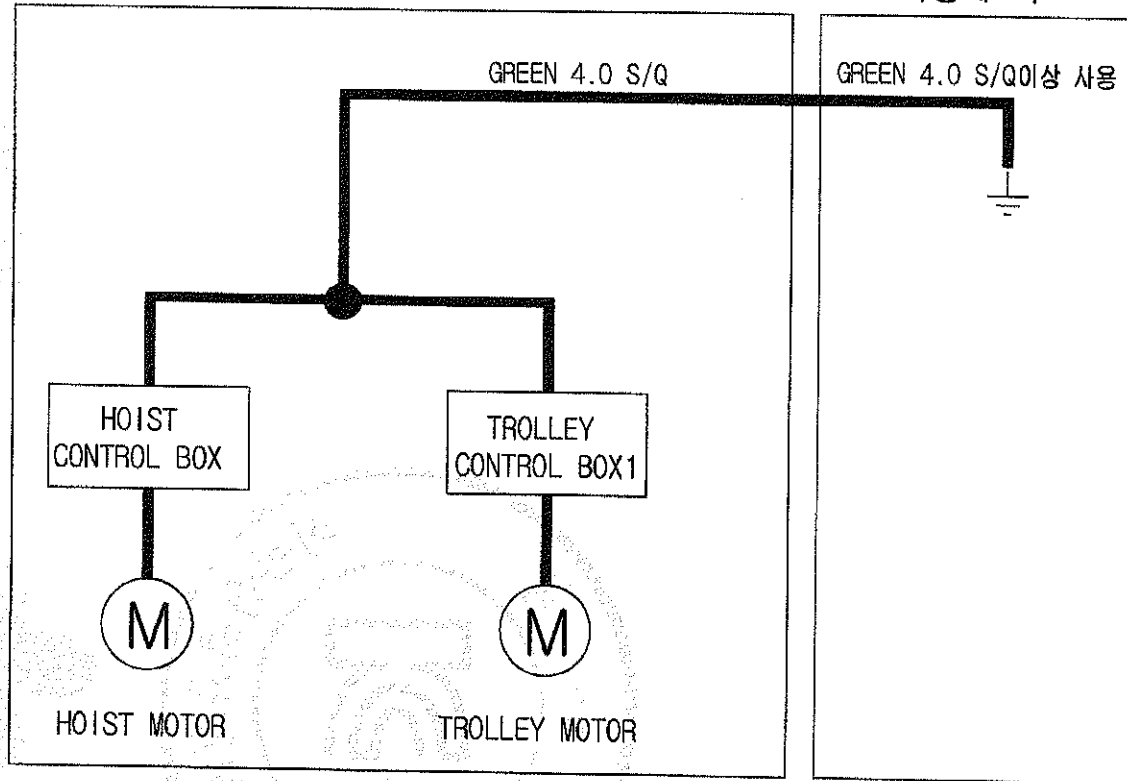 GREEN 4.0 S/Q
GREEN 4.0 S/Q이상 사용
HOIST
CONTROL BOX
TROLLEY
CONTROL BOX1
M
M
HOIST MOTOR
TROLLEY MOTOR